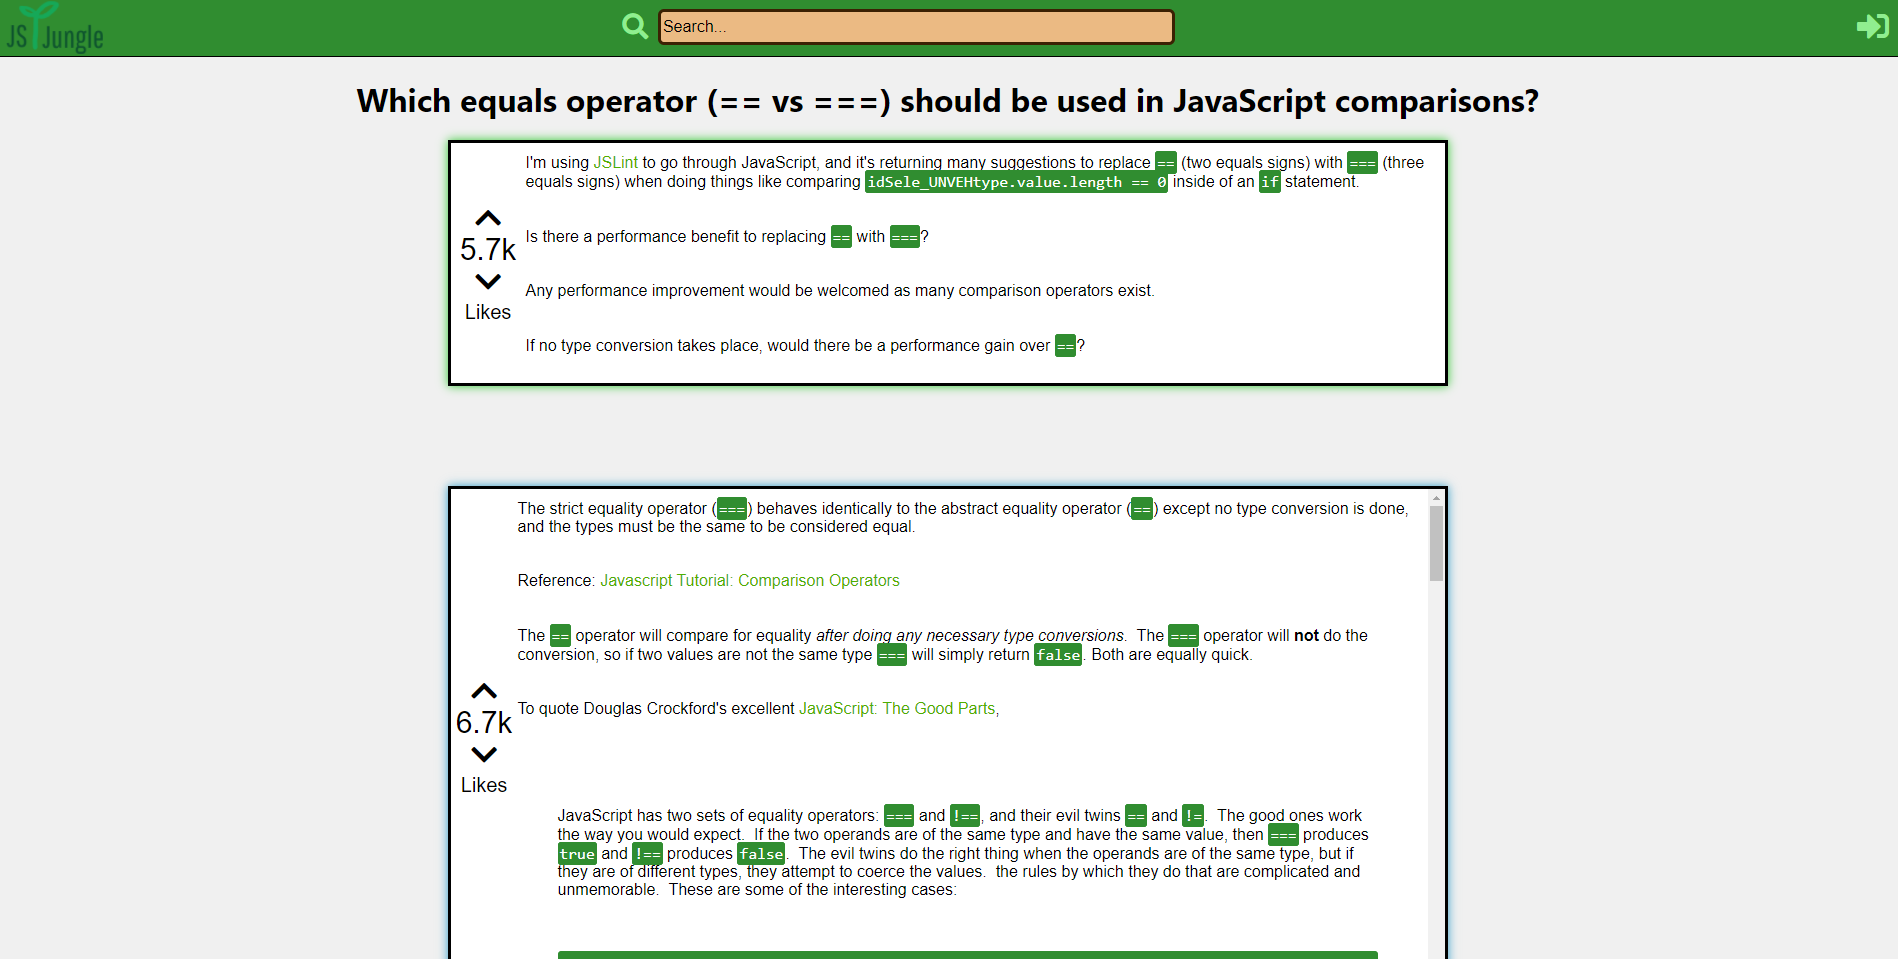 JS Jungle
Search...
Which equals operator (== vs ===) should be used in JavaScript comparisons?
I'm using JSLint to go through JavaScript, and it's returning many suggestions to replace == (two equals signs) with === (three
equals signs) when doing things like comparing idSele_UNVEHtype.value.length == 0 inside of an if statement.
Is there a performance benefit to replacing == with ===?
Any performance improvement would be welcomed as many comparison operators exist.
If no type conversion takes place, would there be a performance gain over ==?
5.7k
Likes
The strict equality operator (===) behaves identically to the abstract equality operator (==) except no type conversion is done,
and the types must be the same to be considered equal.
Reference: Javascript Tutorial: Comparison Operators
The == operator will compare for equality after doing any necessary type conversions.  The === operator will not do the
conversion, so if two values are not the same type === will simply return false. Both are equally quick.
To quote Douglas Crockford's excellent JavaScript: The Good Parts,
6.7k
Likes
JavaScript has two sets of equality operators: === and !==, and their evil twins == and !=.  The good ones work
the way you would expect.  If the two operands are of the same type and have the same value, then === produces
true and !== produces false.  The evil twins do the right thing when the operands are of the same type, but if
they are of different types, they attempt to coerce the values.  the rules by which they do that are complicated and
unmemorable.  These are some of the interesting cases: